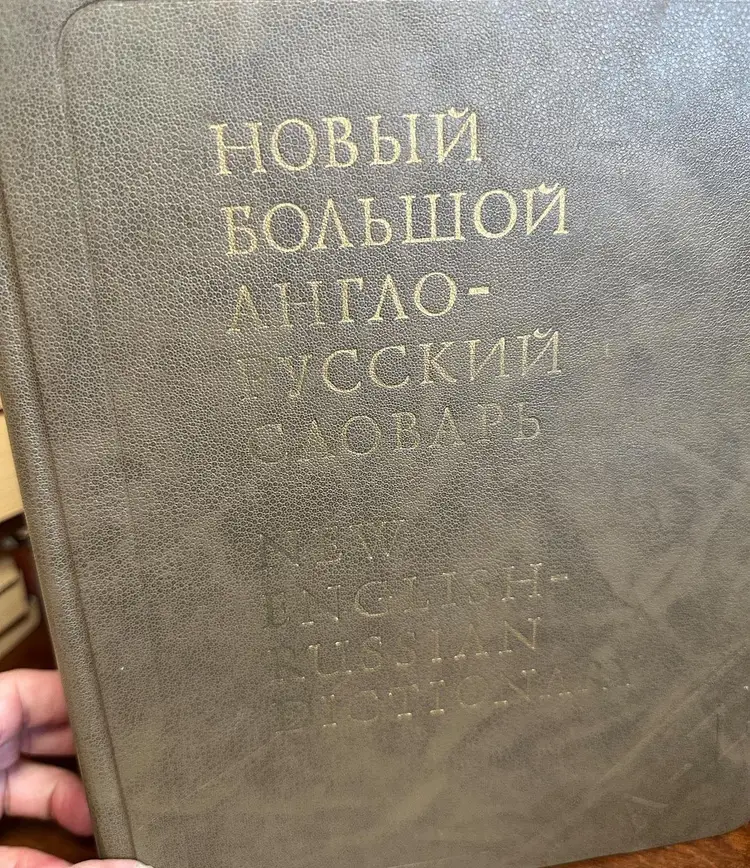 НОВЫЙ
БОЛЬШОЙ
АНГЛО-
РУССКИЙ
СЛОВАРЬ
NEW
ENGLISH-
RUSSIAN
DICTIONARY